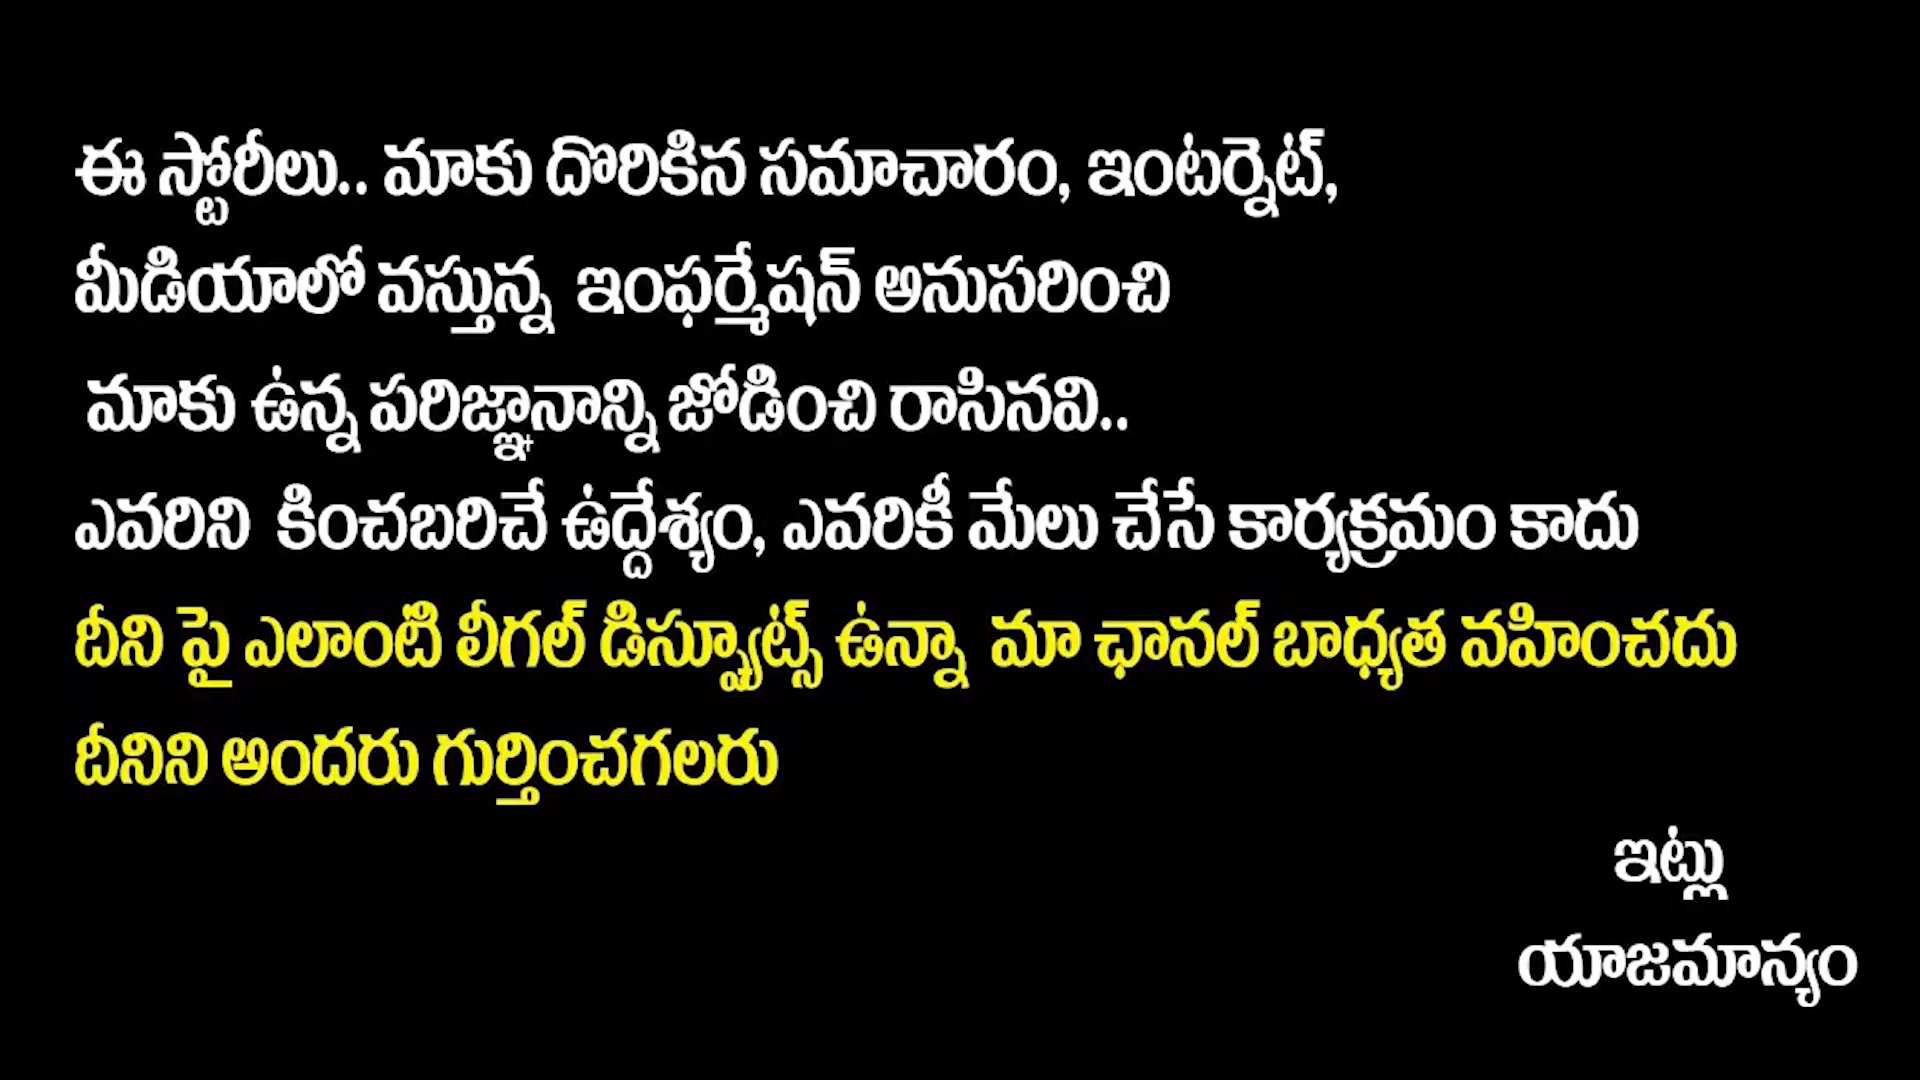 ఈ స్టోరీలు.. మాకు దొరికిన సమాచారం, ఇంటర్నెట్,
మీడియాలో వస్తున్న ఇంఫర్మేషన్ అనుసరించి
మాకు ఉన్న పరిజ్ఞానాన్ని జోడించి రాసినవి..
ఎవరిని కించబరిచే ఉద్దేశ్యం, ఎవరికీ మేలు చేసే కార్యక్రమం కాదు
దీని పై ఎలాంటి లీగల్ డిస్ప్యూట్స్ ఉన్నా మా ఛానల్ బాధ్యత వహించదు
దీనిని అందరు గుర్తించగలరు
ఇట్లు
యాజమాన్యం